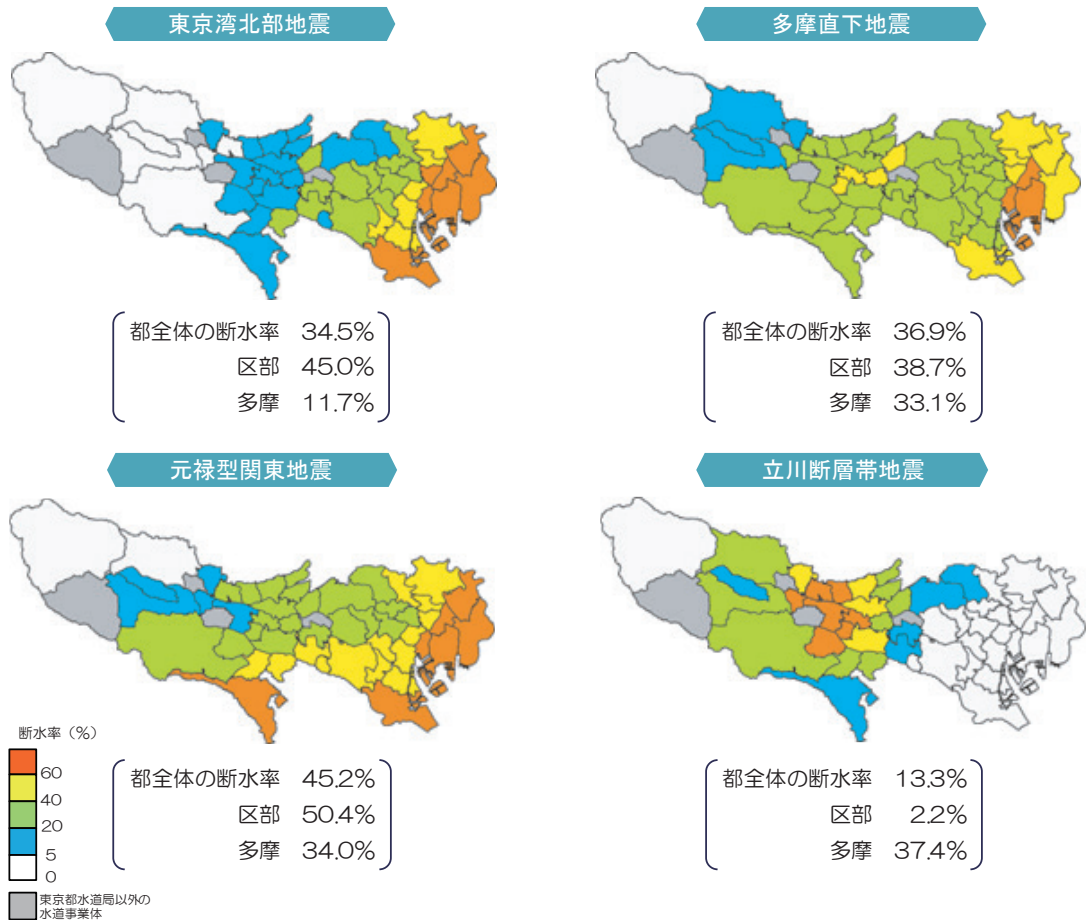 東京湾北部地震
都全体の断水率 34.5%
区部 45.0%
多摩 11.7%
多摩直下地震
都全体の断水率 36.9%
区部 38.7%
多摩 33.1%
元禄型関東地震
都全体の断水率 45.2%
区部 50.4%
多摩 34.0%
立川断層帯地震
都全体の断水率 13.3%
区部 2.2%
多摩 37.4%
断水率（%）
60
40
20
5
0
東京都水道局以外の
水道事業体